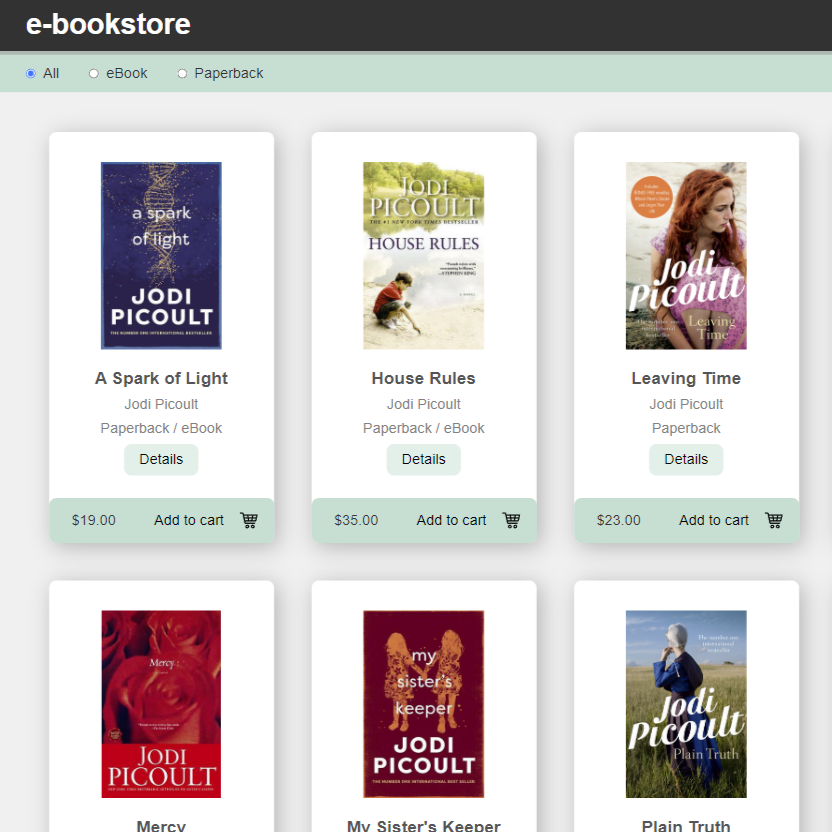 e-bookstore
All eBook Paperback
a spark
of light
JODI
PICOULT
THE NUMBER ONE INTERNATIONAL BESTSELLER
A Spark of Light
Jodi Picoult
Paperback / eBook
Details
$19.00 Add to cart
JODI
PICOULT
THE #1 NEW YORK TIMES BESTSELLER
HOUSE RULES
House Rules
Jodi Picoult
Paperback / eBook
Details
$35.00 Add to cart
Jodi
Picoult
Leaving
Time
Leaving Time
Jodi Picoult
Paperback
Details
$23.00 Add to cart
Mercy
JODI
PICOULT
Mercy
my
sister's
keeper
JODI
PICOULT
THE NUMBER ONE INTERNATIONAL BEST SELLER
My Sister's Keeper
The number one
international
bestseller
Jodi
Picoult
Plain Truth
Plain Truth